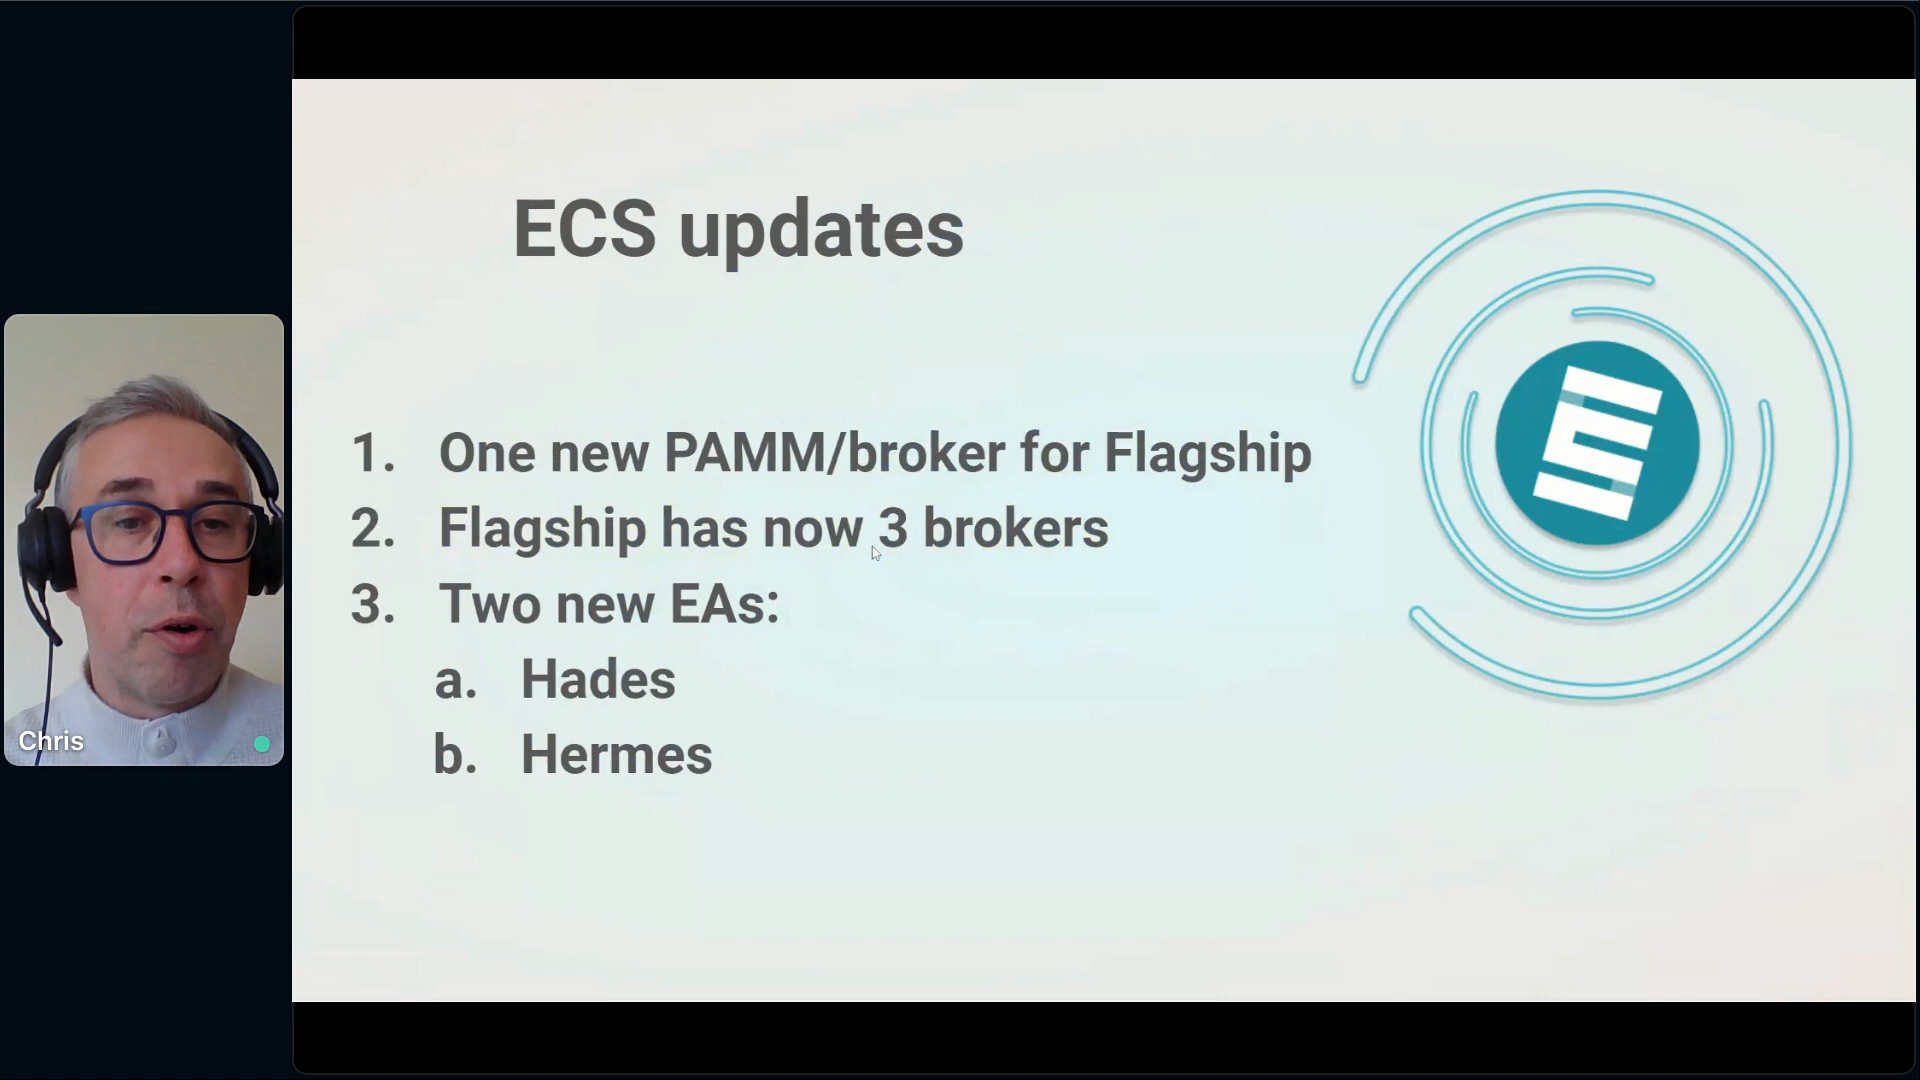 ECS updates
1. One new PAMM/broker for Flagship
2. Flagship has now 3 brokers
3. Two new EAs:
a. Hades
b. Hermes
Chris